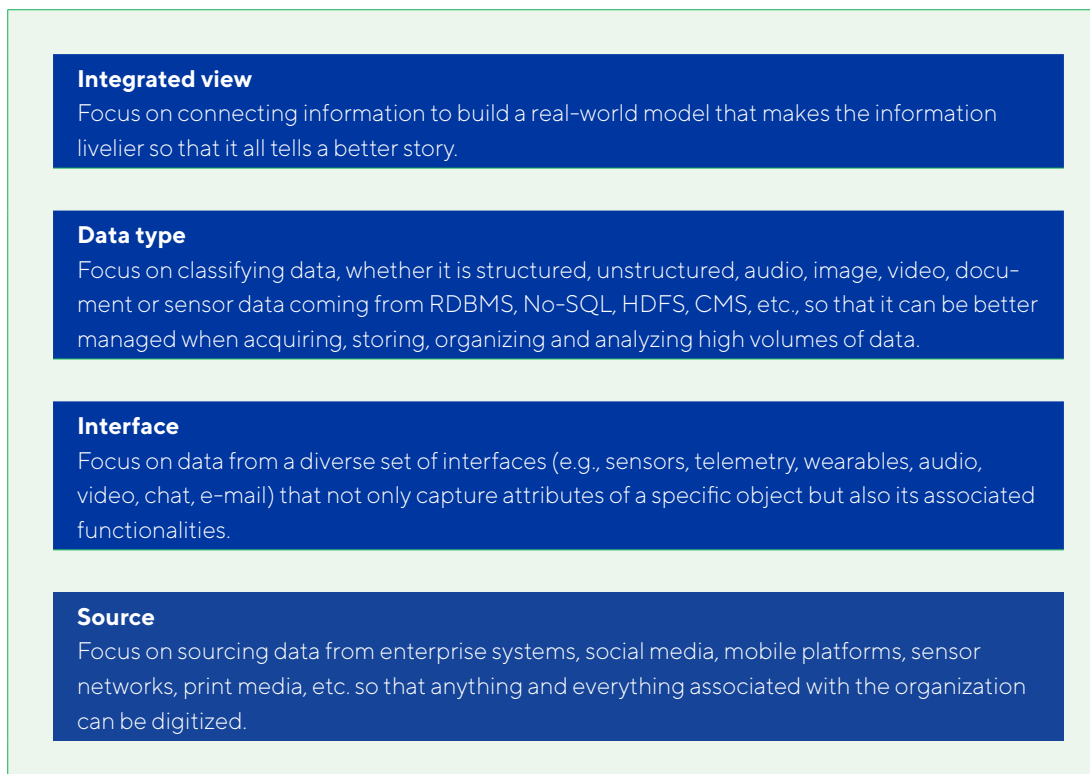 Integrated view
Focus on connecting information to build a real-world model that makes the information
livelier so that it all tells a better story.
Data type
Focus on classifying data, whether it is structured, unstructured, audio, image, video, docu-
ment or sensor data coming from RDBMS, No-SQL, HDFS, CMS, etc., so that it can be better
managed when acquiring, storing, organizing and analyzing high volumes of data.
Interface
Focus on data from a diverse set of interfaces (e.g., sensors, telemetry, wearables, audio,
video, chat, e-mail) that not only capture attributes of a specific object but also its associated
functionalities.
Source
Focus on sourcing data from enterprise systems, social media, mobile platforms, sensor
networks, print media, etc. so that anything and everything associated with the organization
can be digitized.